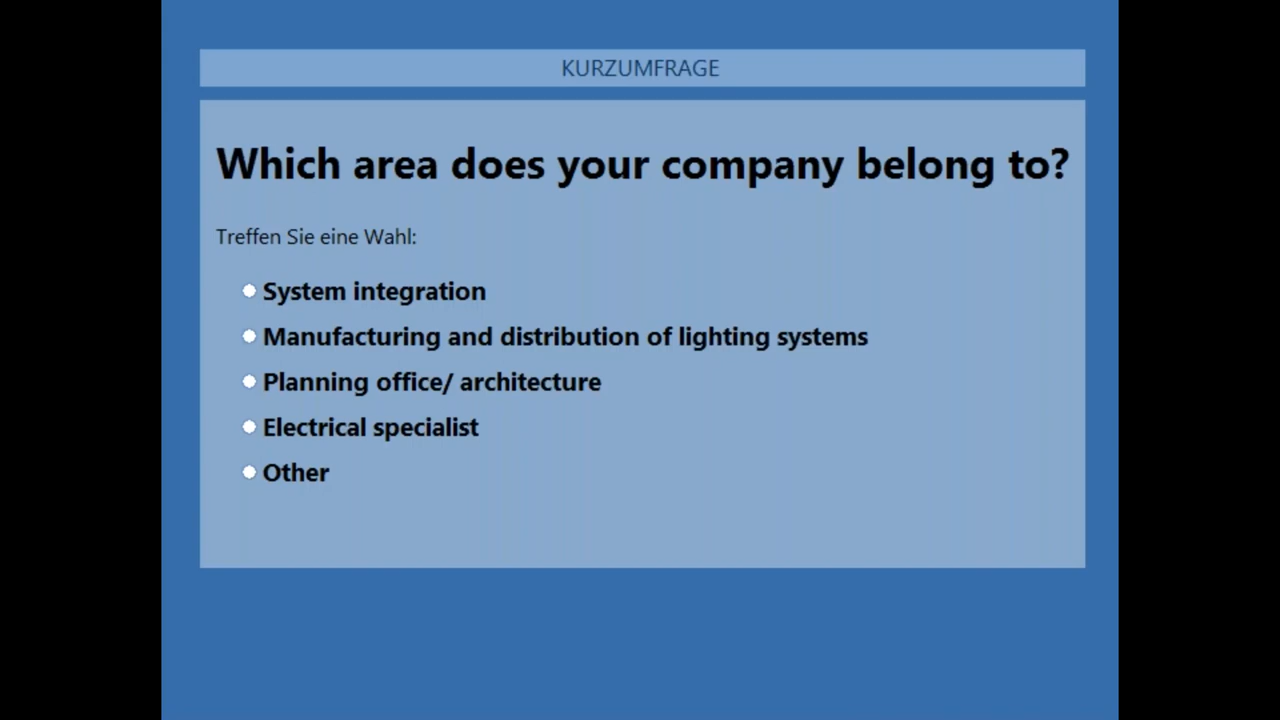 KURZUMFRAGE
Which area does your company belong to?
Treffen Sie eine Wahl:
System integration
Manufacturing and distribution of lighting systems
Planning office/ architecture
Electrical specialist
Other